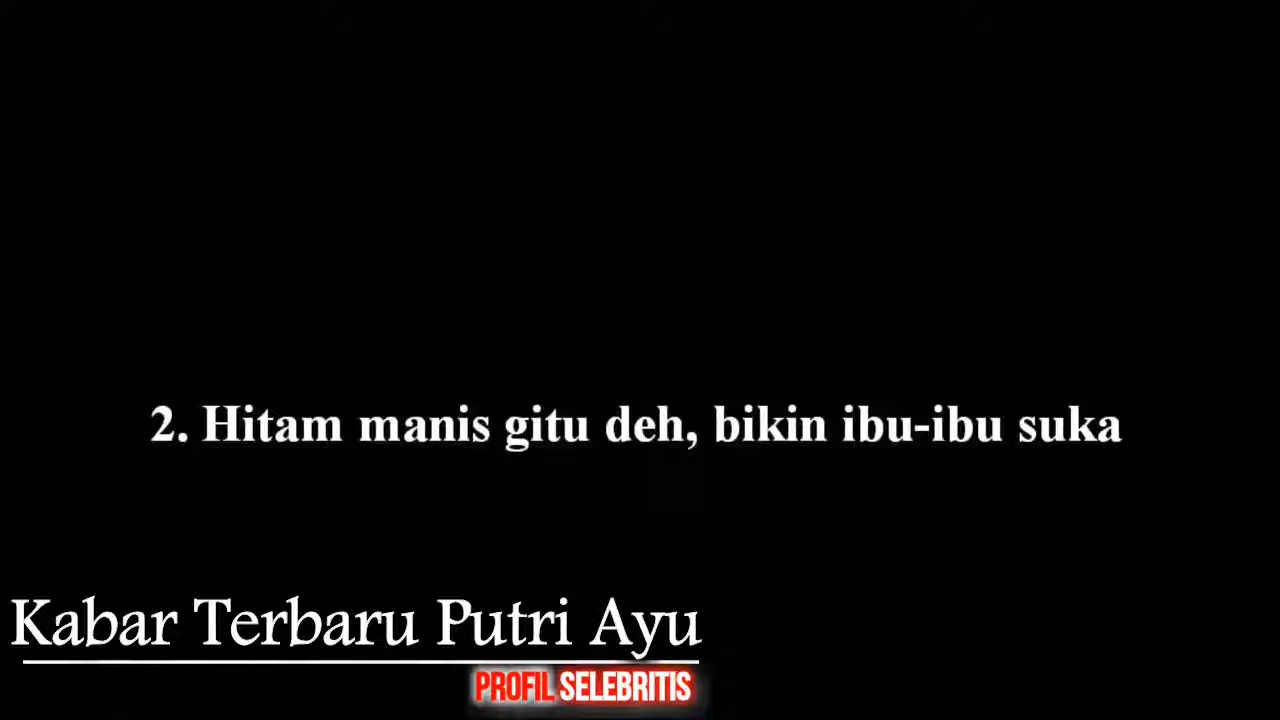 2. Hitam manis gitu deh, bikin ibu-ibu suka
Kabar Terbaru Putri Ayu
PROFIL SELEBRITIS